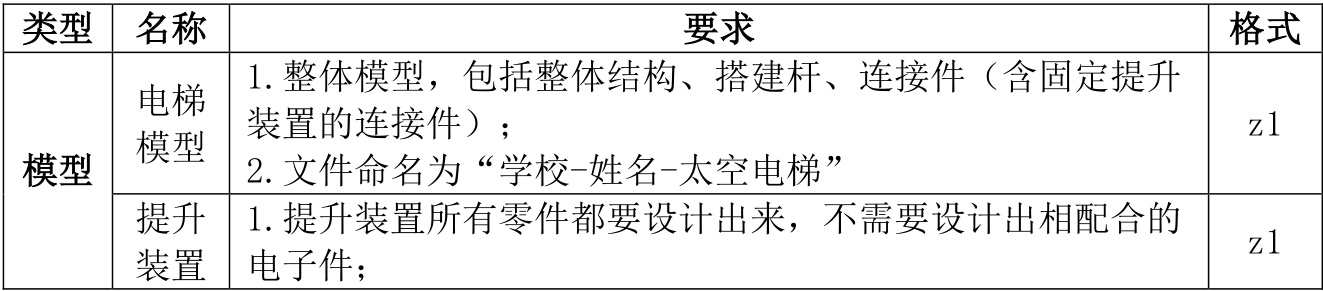 类型 名称 要求 格式
模型
电梯
模型
1.整体模型，包括整体结构、搭建杆、连接件（含固定提升
装置的连接件）；
2.文件命名为“学校-姓名-太空电梯”
z1
提升
装置
1.提升装置所有零件都要设计出来，不需要设计出相配合的
电子件；
z1